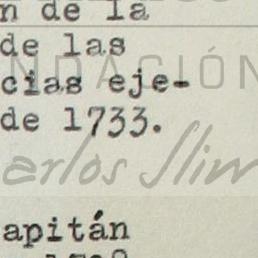 n de la
de las
NDACIÓN
cias eje-
de 1733.
arlos Slim
apitán